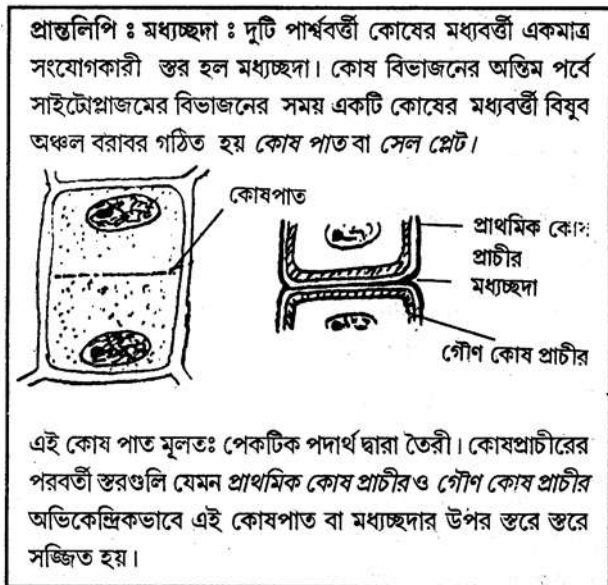 প্রান্তলিপি ঃ মধ্যচ্ছদা ঃ দুটি পার্শ্ববর্ত্তী কোষের মধ্যবর্ত্তী একমাত্র
সংযোগকারী স্তর হল মধ্যচ্ছদা। কোষ বিভাজনের অন্তিম পর্বে
সাইটোপ্লাজমের বিভাজনের সময় একটি কোষের মধ্যবর্ত্তী বিষুব
অঞ্চল বরাবর গঠিত হয় কোষ পাত বা সেল প্লেট।
কোষপাত
প্রাথমিক কোষ
প্রাচীর
মধ্যচ্ছদা
গৌণ কোষ প্রাচীর
এই কোষ পাত মূলতঃ পেকটিক পদার্থ দ্বারা তৈরী। কোষপ্রাচীরের
পরবর্তী স্তরগুলি যেমন প্রাথমিক কোষ প্রাচীর ও গৌণ কোষ প্রাচীর
অভিকেন্দ্রিকভাবে এই কোষপাত বা মধ্যচ্ছদার উপর স্তরে স্তরে
সজ্জিত হয়।